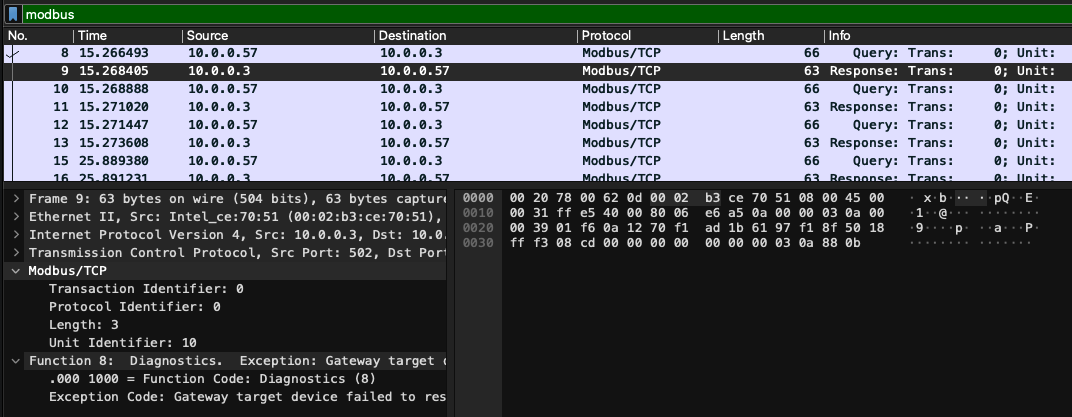 modbus
No. Time Source Destination Protocol Length Info
8 15.266493 10.0.0.57 10.0.0.3 Modbus/TCP 66 Query: Trans: 0; Unit:
9 15.268405 10.0.0.3 10.0.0.57 Modbus/TCP 63 Response: Trans: 0; Unit:
10 15.268888 10.0.0.57 10.0.0.3 Modbus/TCP 66 Query: Trans: 0; Unit:
11 15.271020 10.0.0.3 10.0.0.57 Modbus/TCP 63 Response: Trans: 0; Unit:
12 15.271447 10.0.0.57 10.0.0.3 Modbus/TCP 66 Query: Trans: 0; Unit:
13 15.273608 10.0.0.3 10.0.0.57 Modbus/TCP 63 Response: Trans: 0; Unit:
15 25.889380 10.0.0.57 10.0.0.3 Modbus/TCP 66 Query: Trans: 0; Unit:
16 25.891231 10.0.0.3 10.0.0.57 Modbus/TCP 63 Response: Trans: 0; Unit:
Frame 9: 63 bytes on wire (504 bits), 63 bytes capture
Ethernet II, Src: Intel_ce:70:51 (00:02:b3:ce:70:51),
Internet Protocol Version 4, Src: 10.0.0.3, Dst: 10.0.
Transmission Control Protocol, Src Port: 502, Dst Port
Modbus/TCP
Transaction Identifier: 0
Protocol Identifier: 0
Length: 3
Unit Identifier: 10
Function 8: Diagnostics. Exception: Gateway target d
.000 1000 = Function Code: Diagnostics (8)
Exception Code: Gateway target device failed to res
0000 00 20 78 00 62 0d 00 02 b3 ce 70 51 08 00 45 00 · x·b··· ·pQ··E·
0010 00 31 ff e5 40 00 80 06 e6 a5 0a 00 00 03 0a 00 ·1··@··· ········
0020 00 39 01 f6 0a 12 70 f1 ad 1b 61 97 f1 8f 50 18 ·9····p· ··a···P·
0030 ff f3 08 cd 00 00 00 00 00 00 00 03 0a 88 0b ········ ·······